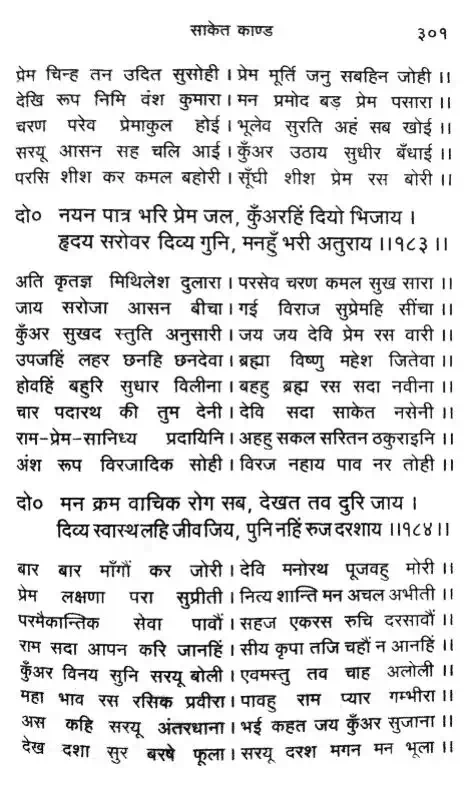 साकेत काण्ड ३०१
प्रेम चिन्ह तन उदित सुसोही । प्रेम मूर्ति जनु सबहिन जोही ।।
देखि रूप निमि वंश कुमारा । मन प्रमोद बड़ प्रेम पसारा ।।
चरण परेव प्रेमाकुल होई । भूलेव सुरति अहं सब खोई ।।
सरयू आसन सह चलि आई । कुँअर उठाय सुधीर बँधाई ।।
परसि शीश कर कमल बहोरी । सूँघी शीश प्रेम रस बोरी ।।
दो० नयन पात्र भरि प्रेम जल, कुँअरहिं दियो भिजाय ।
हृदय सरोवर दिव्य गुनि, मनहुँ भरी अतुराय ।।१८३।।
अति कृतज्ञ मिथिलेश दुलारा । परसेव चरण कमल सुख सारा ।।
जाय सरोजा आसन बीचा । गई विराज सुप्रेमहि सींचा ।।
कुँअर सुखद स्तुति अनुसारी । जय जय देवि प्रेम रस वारी ।।
उपजहिं लहर छनहि छनदेवा । ब्रह्मा विष्णु महेश जितेवा ।।
होवहिं बहुरि सुधार विलीना । बहहु ब्रह्म रस सदा नवीना ।।
चार पदारथ की तुम देनी । देवि सदा साकेत नसेनी ।।
राम-प्रेम-सानिध्य प्रदायिनि । अहहु सकल सरितन ठकुराइनि ।।
अंश रूप विरजादिक सोही । विरज नहाय पाव नर तोही ।।
दो० मन क्रम वाचिक रोग सब, देखत तव दुरि जाय ।
दिव्य स्वास्थ लहि जीव जिय, पुनि नहिं रुज दरशाय ।।१८४।।
बार बार माँगौं कर जोरी । देवि मनोरथ पूजवहु मोरी ।।
प्रेम लक्षणा परा सुप्रीती । नित्य शान्ति मन अचल अभीती ।।
परमैकान्तिक सेवा पावौं । सहज एकरस रुचि दरसावौं ।।
राम सदा आपन करि जानहिं । सीय कृपा तजि चहौं न आनहिं ।।
कुँअर विनय सुनि सरयू बोली । एवमस्तु तव चाह अलोली ।।
महा भाव रस रसिक प्रवीरा । पावहु राम प्यार गम्भीरा ।।
अस कहि सरयू अंतरधाना । भई कहत जय कुँअर सुजाना ।।
देख दशा सुर बरषे फूला । सरयू दरश मगन मन भूला ।।